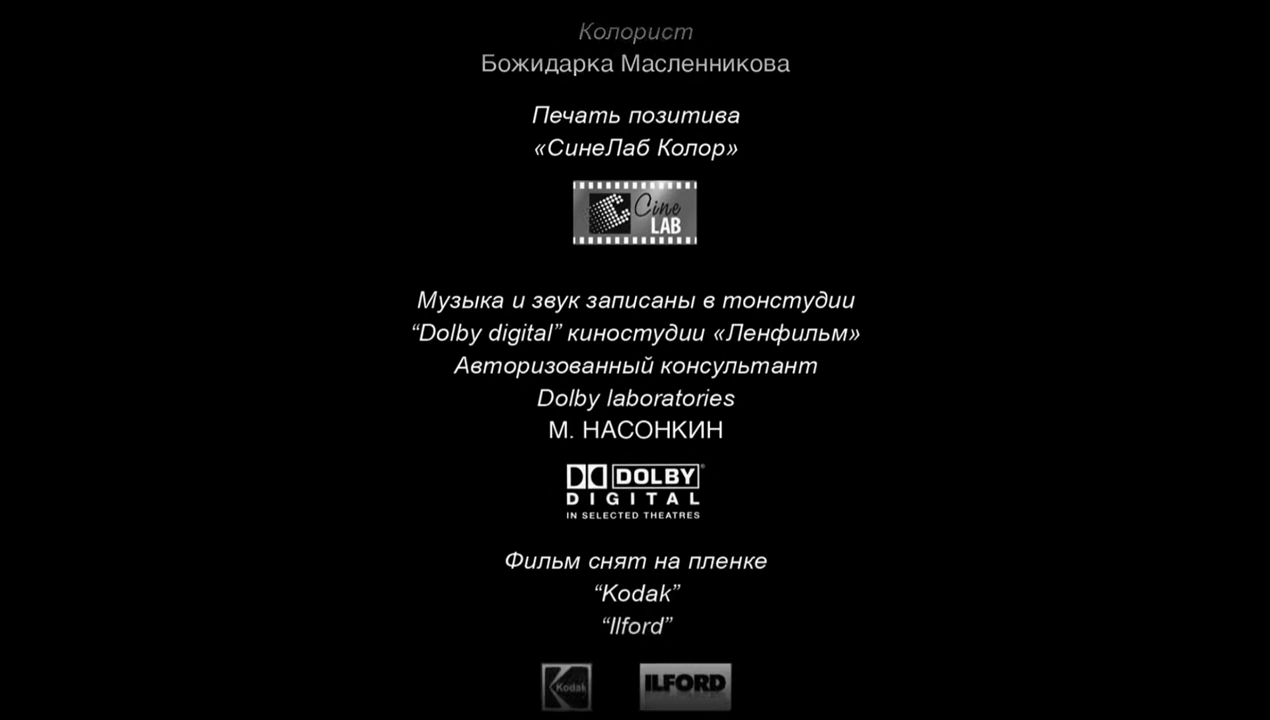 Колорист
Божидарка Масленникова
Печать позитива
«СинеЛаб Колор»
Cine
LAB
Музыка и звук записаны в тонстудии
“Dolby digital” киностудии «Ленфильм»
Авторизованный консультант
Dolby laboratories
М. НАСОНКИН
DOLBY®
DIGITAL
IN SELECTED THEATRES
Фильм снят на пленке
“Kodak”
“Ilford”
Kodak ILFORD